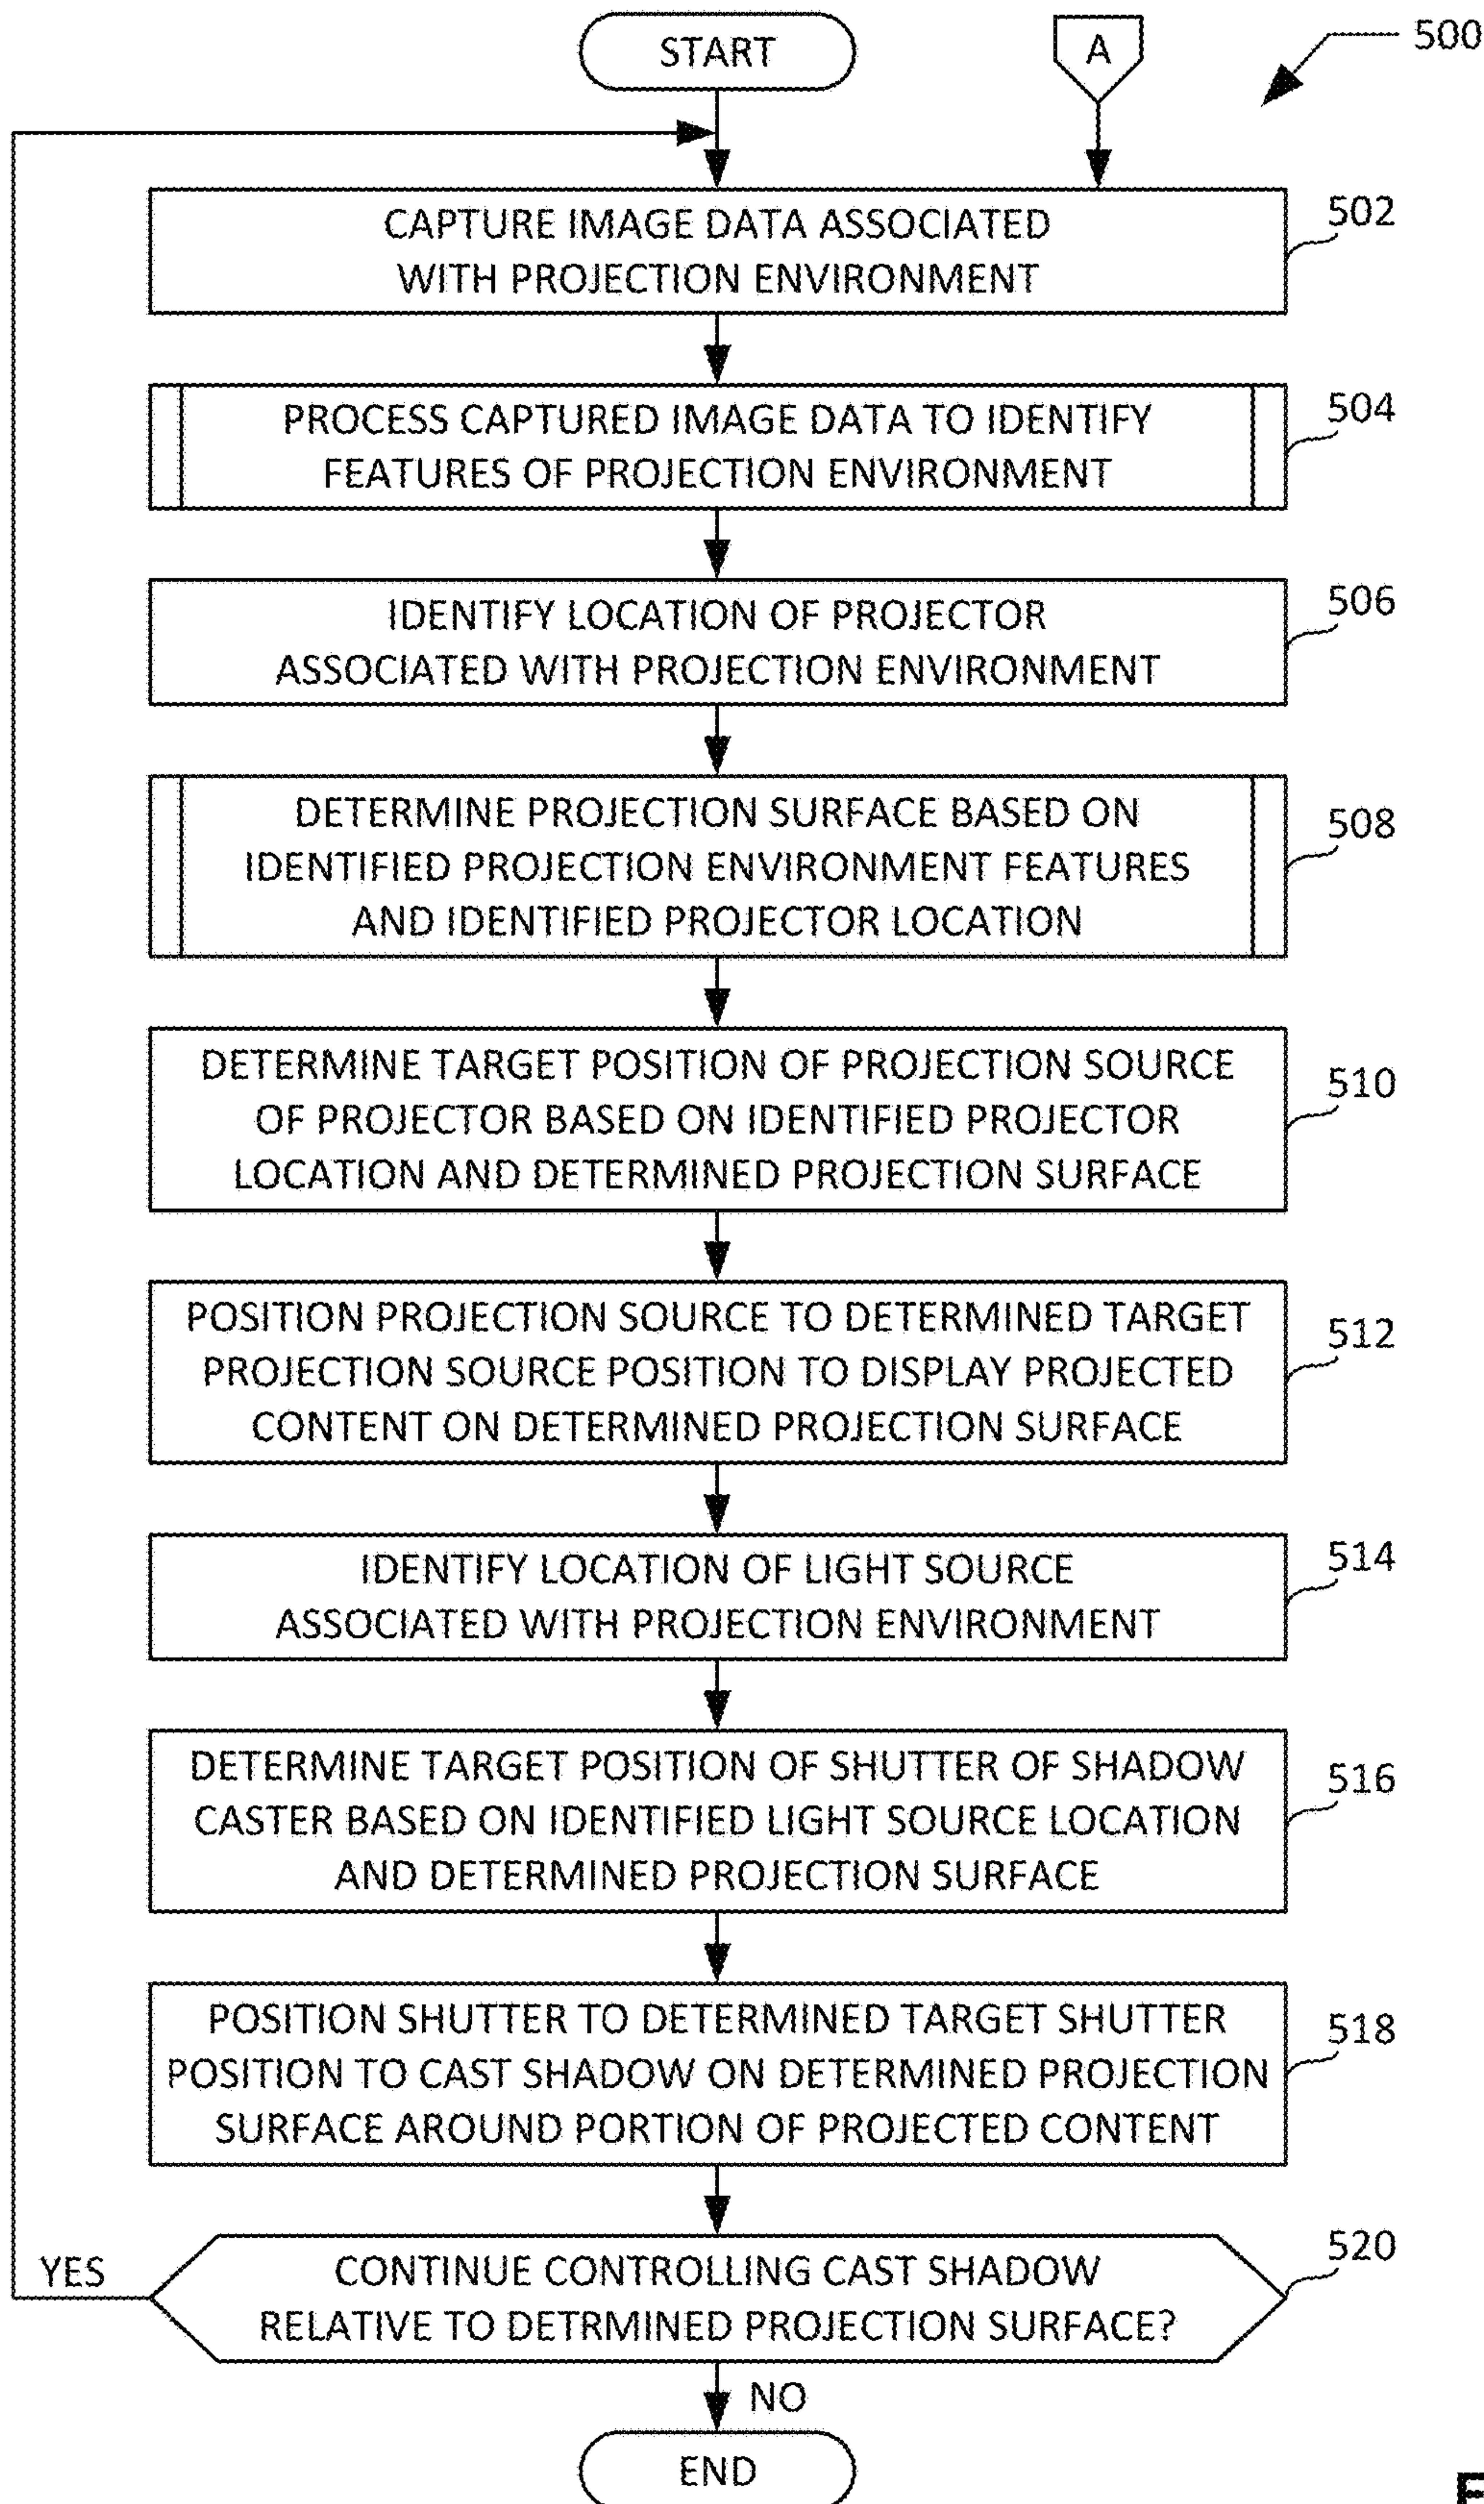 START
A
500
CAPTURE IMAGE DATA ASSOCIATED
WITH PROJECTION ENVIRONMENT
502
PROCESS CAPTURED IMAGE DATA TO IDENTIFY
FEATURES OF PROJECTION ENVIRONMENT
504
IDENTIFY LOCATION OF PROJECTOR
ASSOCIATED WITH PROJECTION ENVIRONMENT
506
DETERMINE PROJECTION SURFACE BASED ON
IDENTIFIED PROJECTION ENVIRONMENT FEATURES
AND IDENTIFIED PROJECTOR LOCATION
508
DETERMINE TARGET POSITION OF PROJECTION SOURCE
OF PROJECTOR BASED ON IDENTIFIED PROJECTOR
LOCATION AND DETERMINED PROJECTION SURFACE
510
POSITION PROJECTION SOURCE TO DETERMINED TARGET
PROJECTION SOURCE POSITION TO DISPLAY PROJECTED
CONTENT ON DETERMINED PROJECTION SURFACE
512
IDENTIFY LOCATION OF LIGHT SOURCE
ASSOCIATED WITH PROJECTION ENVIRONMENT
514
DETERMINE TARGET POSITION OF SHUTTER OF SHADOW
CASTER BASED ON IDENTIFIED LIGHT SOURCE LOCATION
AND DETERMINED PROJECTION SURFACE
516
POSITION SHUTTER TO DETERMINED TARGET SHUTTER
POSITION TO CAST SHADOW ON DETERMINED PROJECTION
SURFACE AROUND PORTION OF PROJECTED CONTENT
518
YES
CONTINUE CONTROLLING CAST SHADOW
RELATIVE TO DETRMINED PROJECTION SURFACE?
520
NO
END